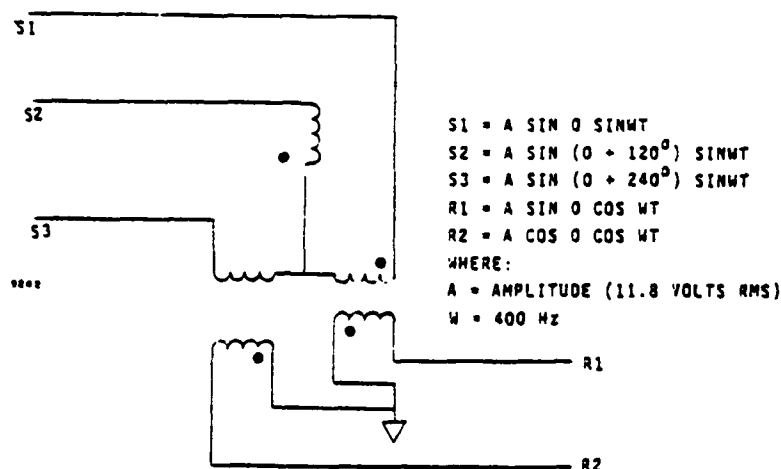 S1
S2
S3
9202
S1 = A SIN O SINWT
S2 = A SIN (O + 120°) SINWT
S3 = A SIN (O + 240°) SINWT
R1 = A SIN O COS WT
R2 = A COS O COS WT
WHERE:
A = AMPLITUDE (11.8 VOLTS RMS)
W = 400 Hz
R1
R2